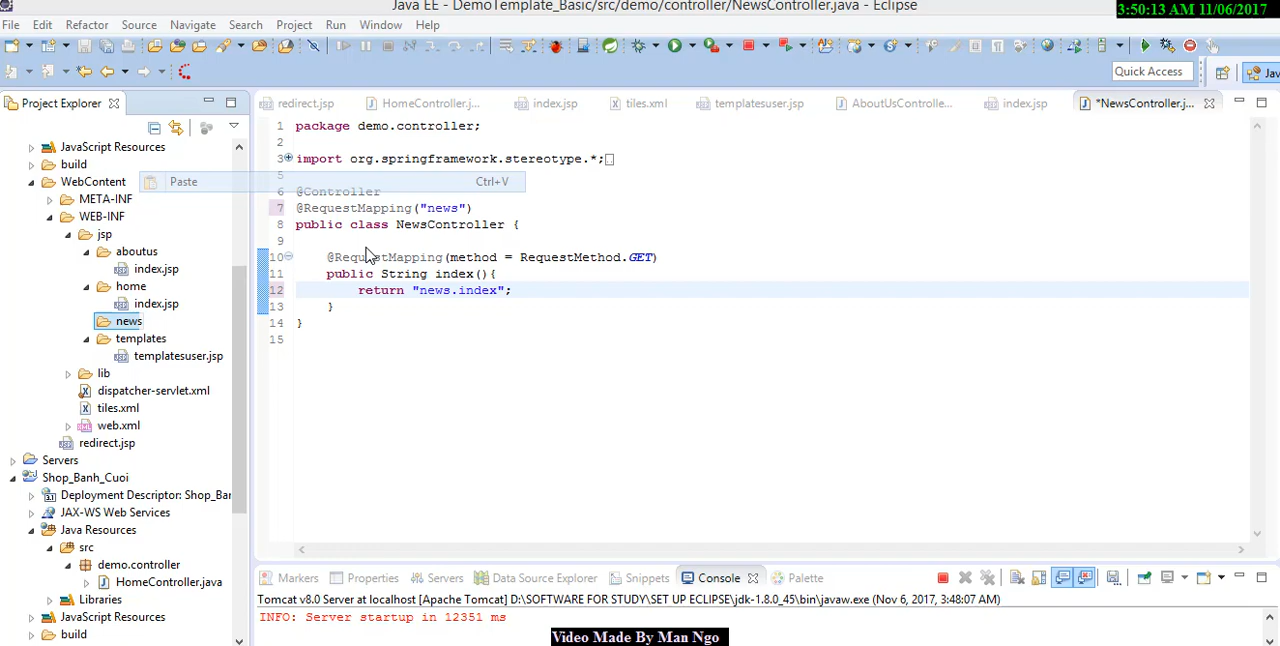 Java EE - DemoTemplate_Basic/src/demo/controller/NewsController.java - Eclipse
3:50:13 AM 11/06/2017
File Edit Refactor Source Navigate Search Project Run Window Help
Quick Access
Jav
Project Explorer
redirect.jsp HomeController.j... index.jsp tiles.xml templatesuser.jsp AboutUsControlle... index.jsp *NewsController.j...
JavaScript Resources
build
WebContent
META-INF
WEB-INF
jsp
aboutus
index.jsp
home
index.jsp
news
templates
templatesuser.jsp
lib
dispatcher-servlet.xml
tiles.xml
web.xml
redirect.jsp
Servers
Shop_Banh_Cuoi
Deployment Descriptor: Shop_Bar
JAX-WS Web Services
Java Resources
src
demo.controller
HomeController.java
Libraries
JavaScript Resources
build
Paste Ctrl+V
1 package demo.controller;
2
3 import org.springframework.stereotype.*;
5
6 @Controller
7 @RequestMapping("news")
8 public class NewsController {
9
10 @RequestMapping(method = RequestMethod.GET)
11 public String index(){
12 return "news.index";
13 }
14 }
15
Markers Properties Servers Data Source Explorer Snippets Console Palette
Tomcat v8.0 Server at localhost [Apache Tomcat] D:\SOFTWARE FOR STUDY\SET UP ECLIPSE\jdk-1.8.0_45\bin\javaw.exe (Nov 6, 2017, 3:48:07 AM)
INFO: Server startup in 12351 ms
Video Made By Man Ngo